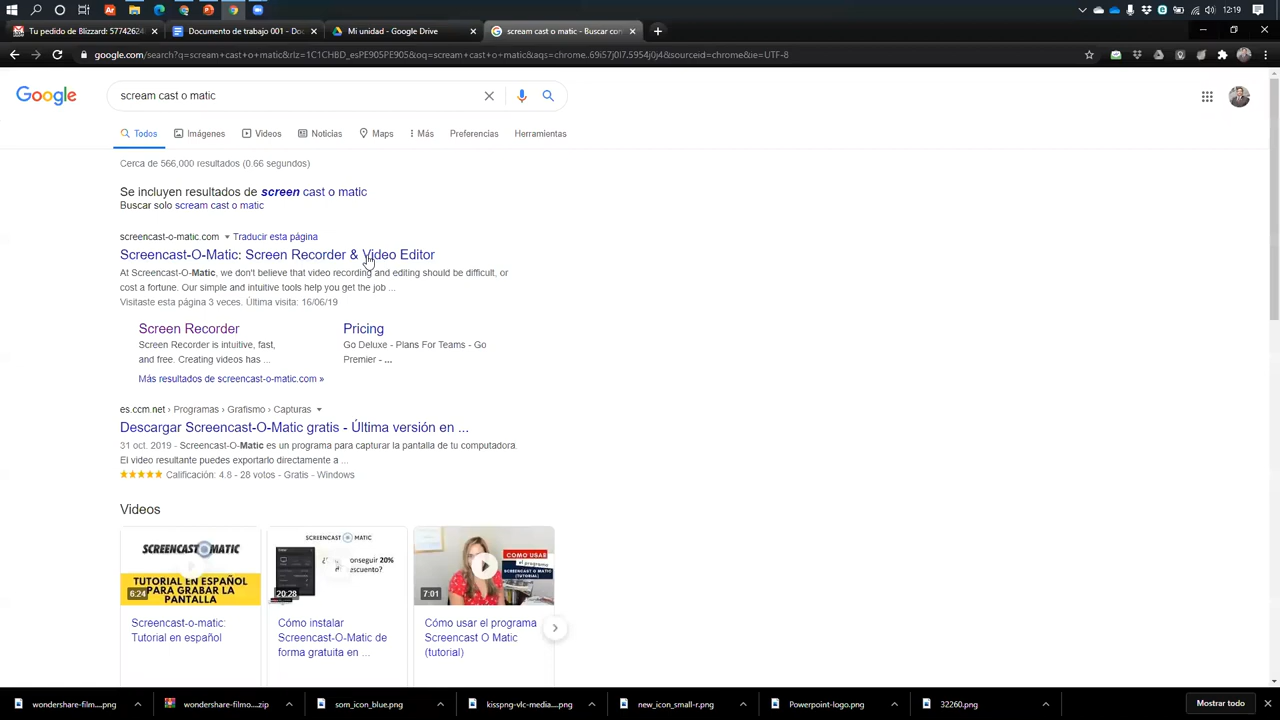 12:19
Tu pedido de Blizzard: 57742624
Documento de trabajo 001 - Docu
Mi unidad - Google Drive
scream cast o matic - Buscar con
google.com/search?q=scream+cast+o+matic&rlz=1C1CHBD_esPE905PE905&oq=scream+cast+o+matic&aqs=chrome..69i57j0i7.5954j0j4&sourceid=chrome&ie=UTF-8
Google
scream cast o matic
Todos Imágenes Videos Noticias Maps Más Preferencias Herramientas
Cerca de 566,000 resultados (0.66 segundos)
Se incluyen resultados de screen cast o matic
Buscar solo scream cast o matic
screencast-o-matic.com Traducir esta página
Screencast-O-Matic: Screen Recorder & Video Editor
At Screencast-O-Matic, we don't believe that video recording and editing should be difficult, or
cost a fortune. Our simple and intuitive tools help you get the job ...
Visitaste esta página 3 veces. Última visita: 16/06/19
Screen Recorder
Screen Recorder is intuitive, fast,
and free. Creating videos has ...
Pricing
Go Deluxe - Plans For Teams - Go
Premier - ...
Más resultados de screencast-o-matic.com »
es.ccm.net › Programas › Grafismo › Capturas
Descargar Screencast-O-Matic gratis - Última versión en ...
31 oct. 2019 - Screencast-O-Matic es un programa para capturar la pantalla de tu computadora.
El video resultante puedes exportarlo directamente a ...
Calificación: 4.8 - 28 votos - Gratis - Windows
Videos
SCREENCAST MATIC
TUTORIAL EN ESPAÑOL
PARA GRABAR LA
PANTALLA
6:24
Screencast-o-matic:
Tutorial en español
SCREENCAST MATIC
conseguir 20%
descuento?
20:28
Cómo instalar
Screencast-O-Matic de
forma gratuita en ...
COMO USAR
el programa
SCREENCAST O MATIC
(TUTORIAL)
7:01
Cómo usar el programa
Screencast O Matic
(tutorial)
wondershare-film....png
wondershare-filmo....zip
som_icon_blue.png
kisspng-vlc-media....png
new_icon_small-r.png
Powerpoint-logo.png
32260.png
Mostrar todo